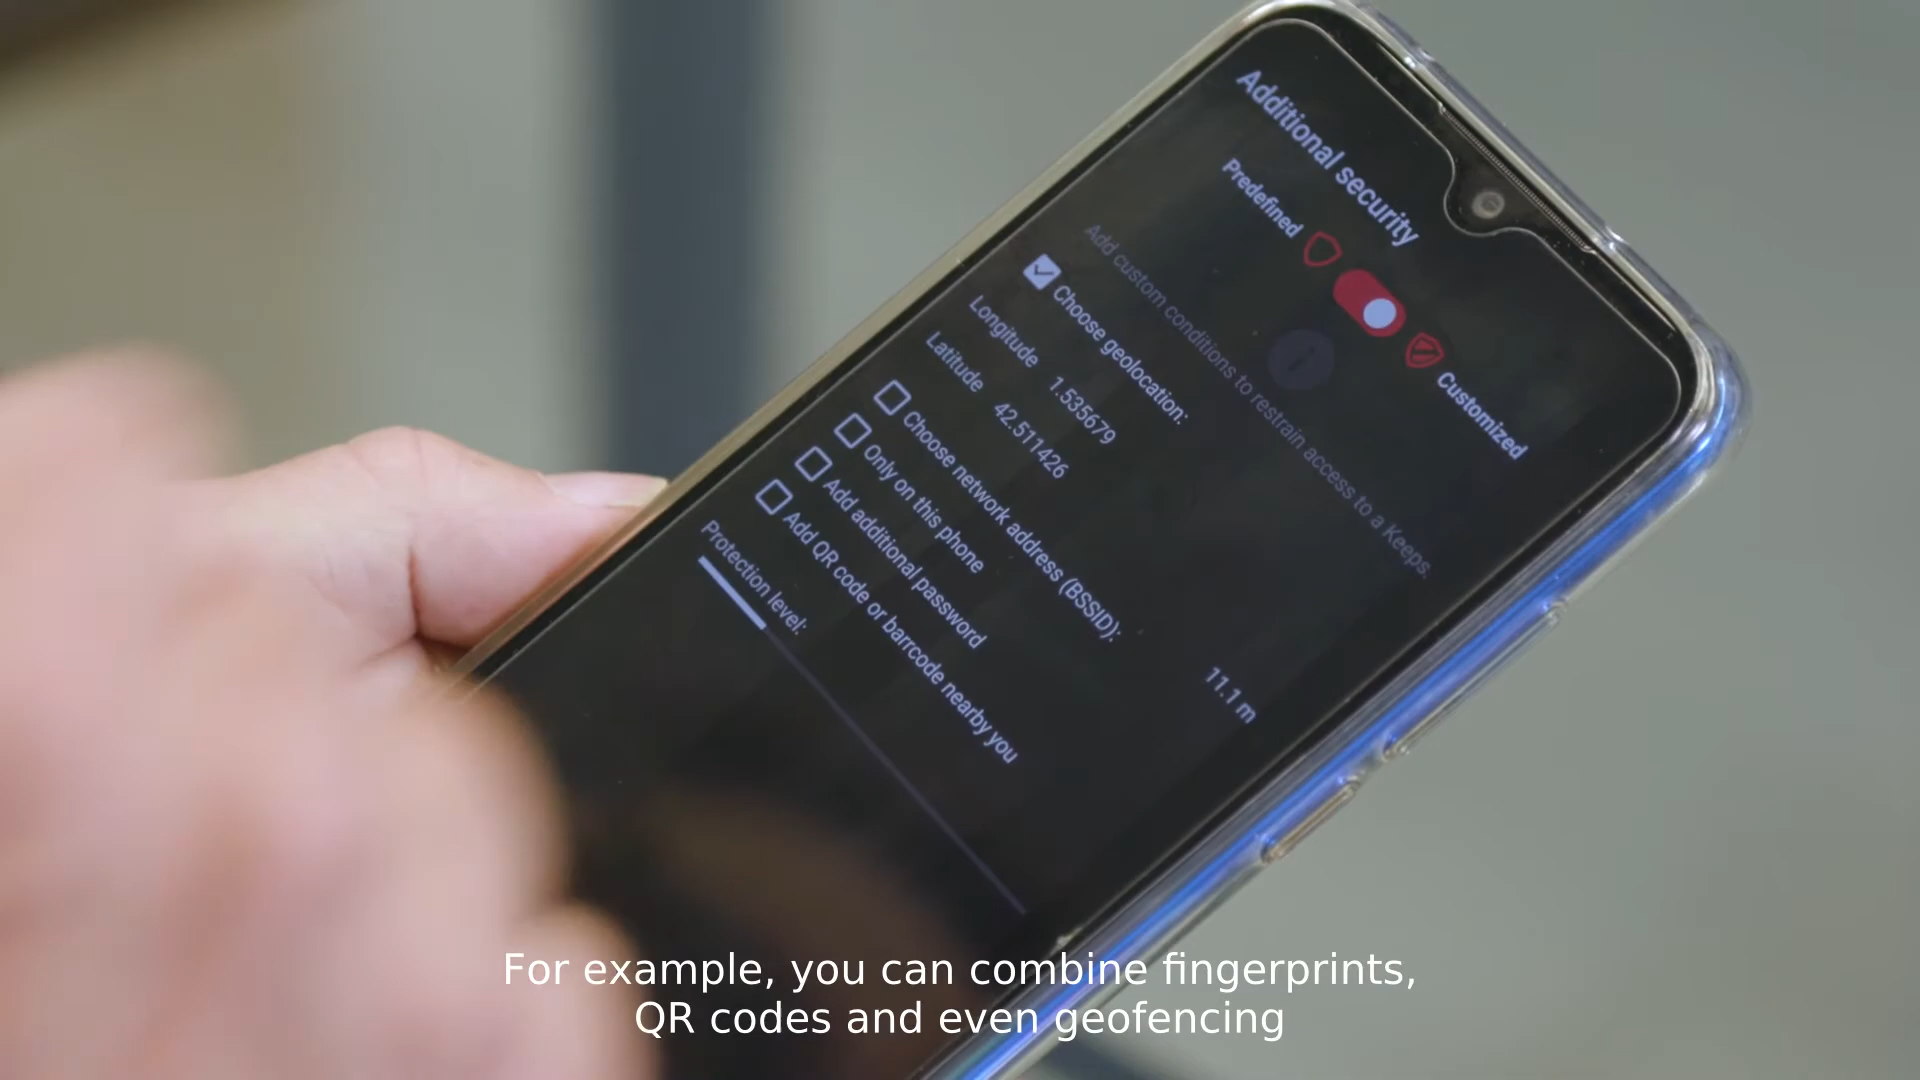 Additional security
Predefined
Customized
Add custom conditions to restrain access to a Keeps.
Choose geolocation:
Longitude 1.535679
Latitude 42.511426
11.1 m
Choose network address (BSSID):
Only on this phone
Add additional password
Add QR code or barrcode nearby you
Protection level:
For example, you can combine fingerprints,
QR codes and even geofencing